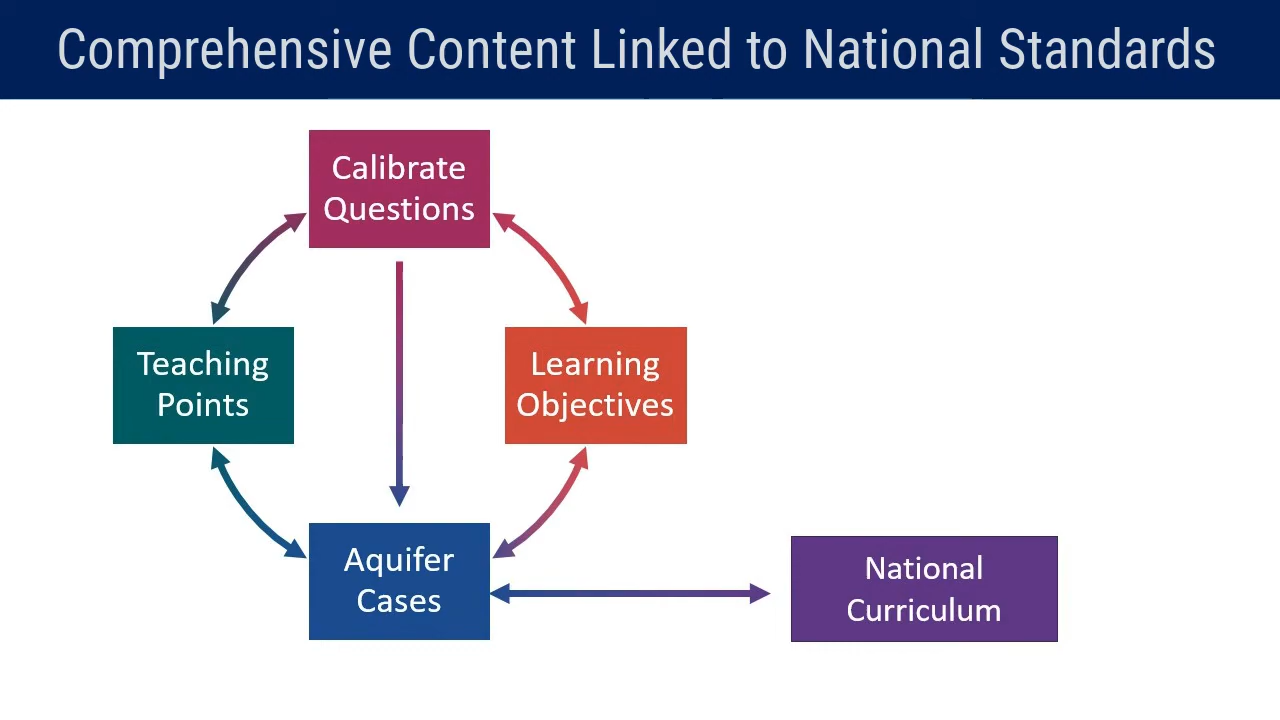 Comprehensive Content Linked to National Standards
Calibrate
Questions
Teaching
Points
Learning
Objectives
Aquifer
Cases
National
Curriculum